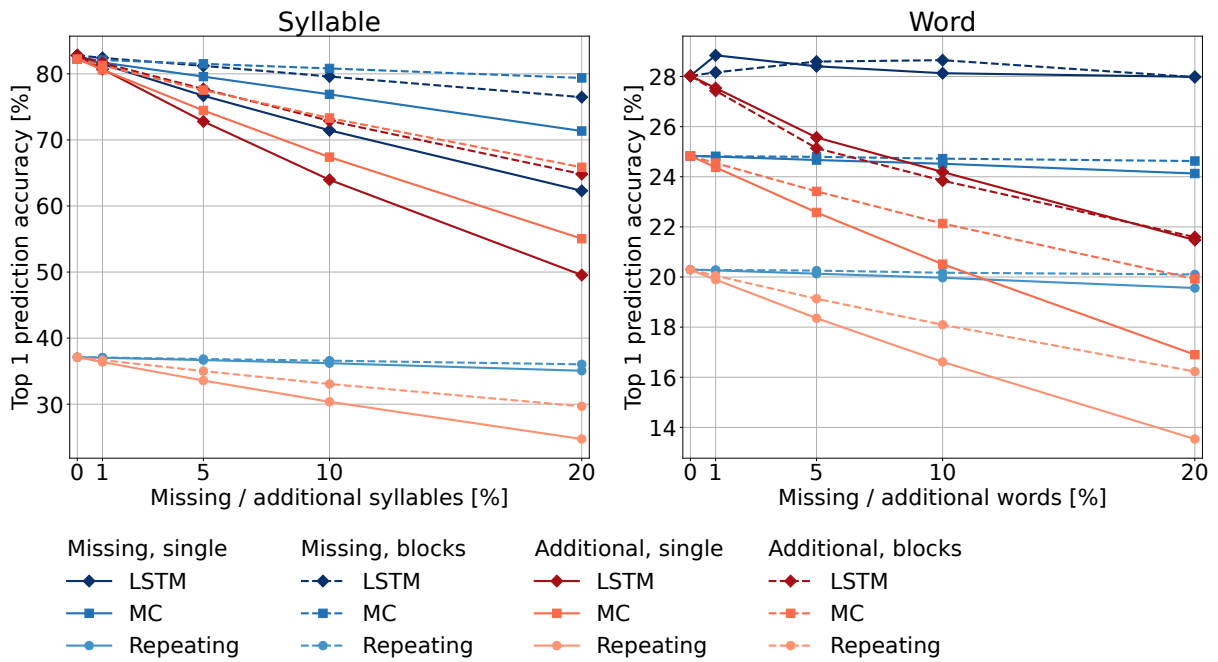 Syllable
Top 1 prediction accuracy [%]
80
70
60
50
40
30
0 1 5 10 20
Missing / additional syllables [%]
Word
Top 1 prediction accuracy [%]
28
26
24
22
20
18
16
14
0 1 5 10 20
Missing / additional words [%]
Missing, single
LSTM
MC
Repeating
Missing, blocks
LSTM
MC
Repeating
Additional, single
LSTM
MC
Repeating
Additional, blocks
LSTM
MC
Repeating